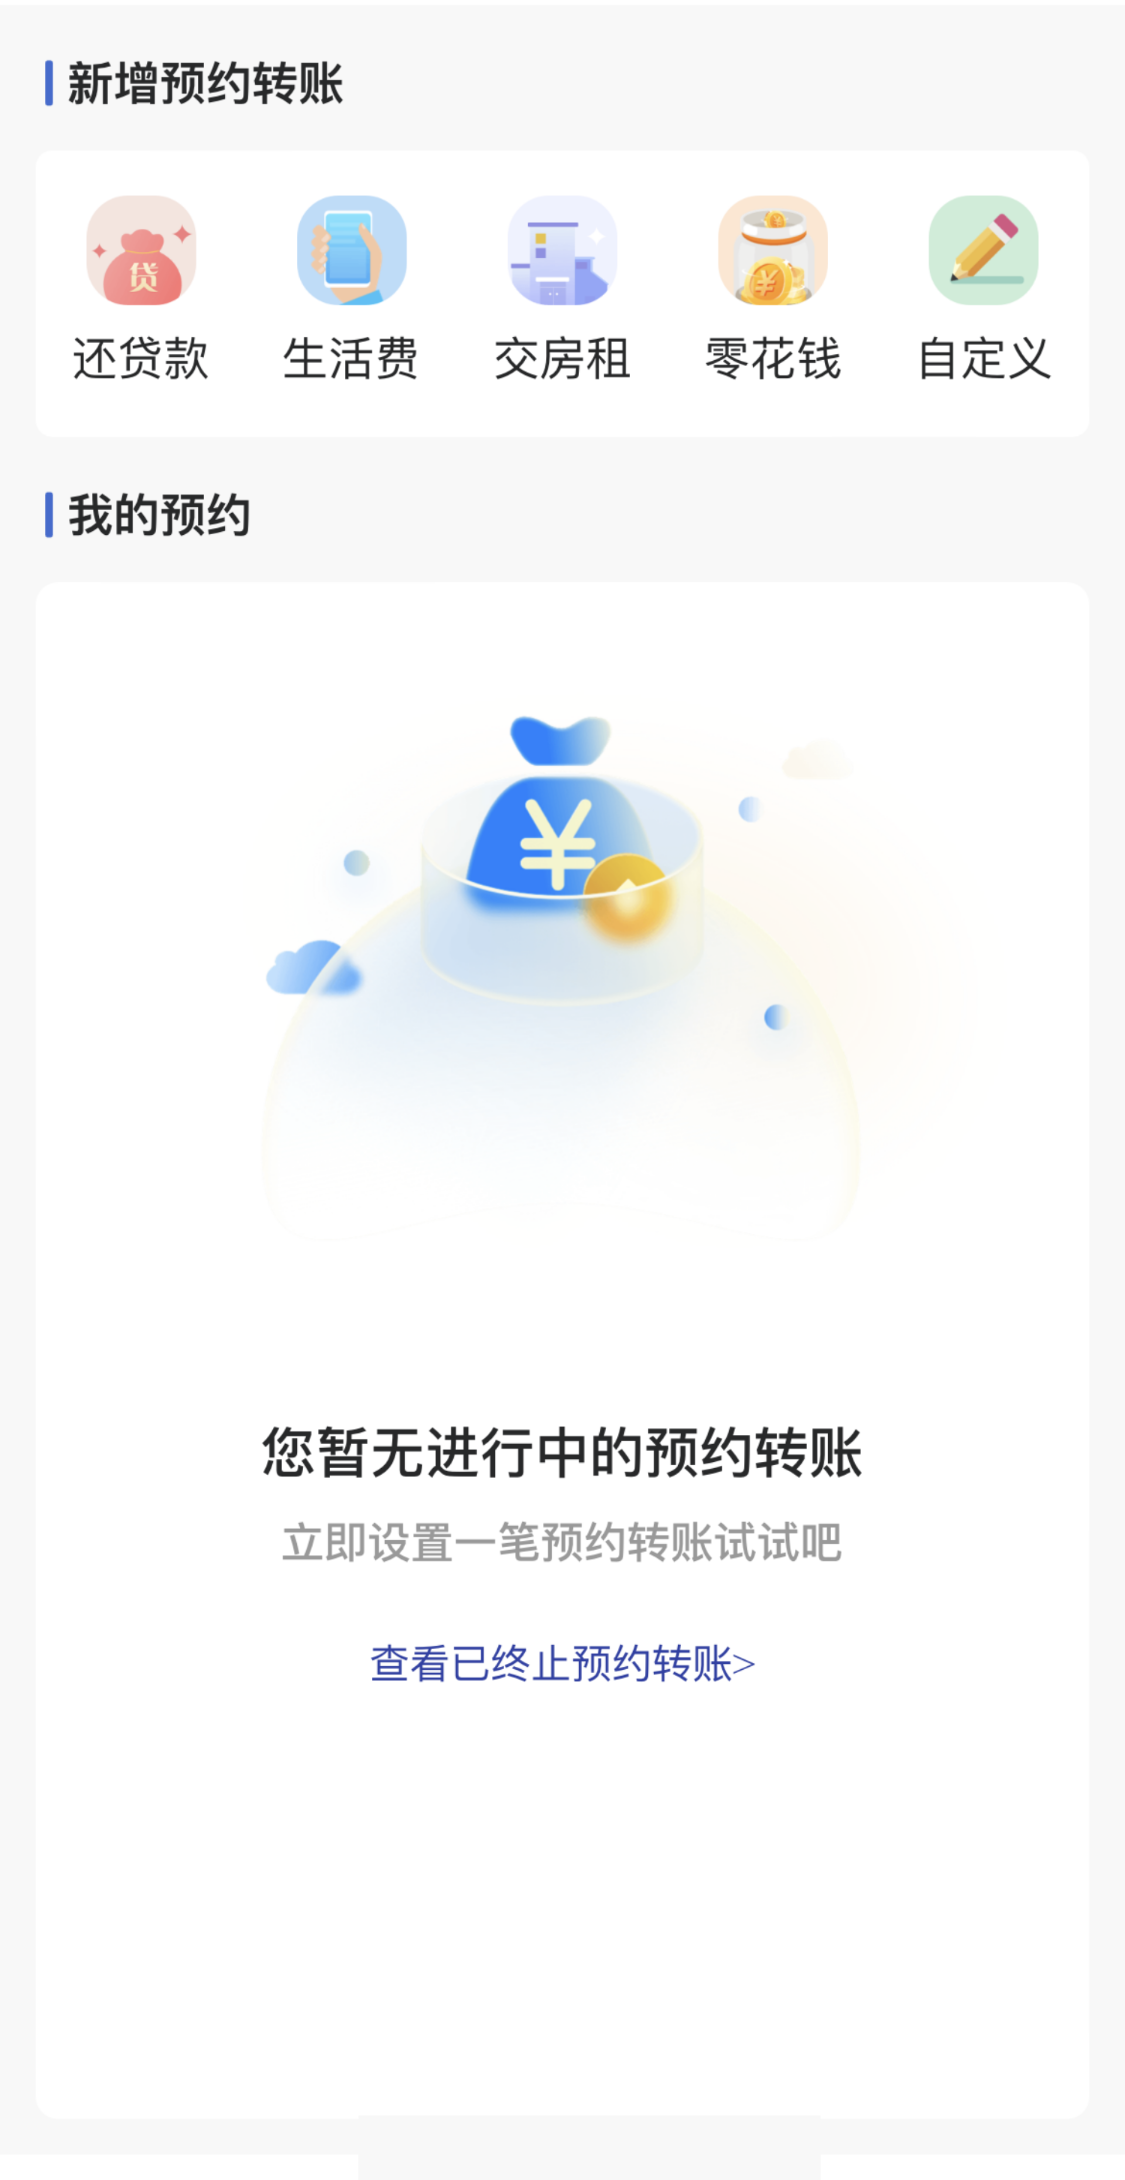 新增预约转账
贷
还贷款 生活费 交房租 零花钱 自定义
我的预约
¥
您暂无进行中的预约转账
立即设置一笔预约转账试试吧
查看已终止预约转账>